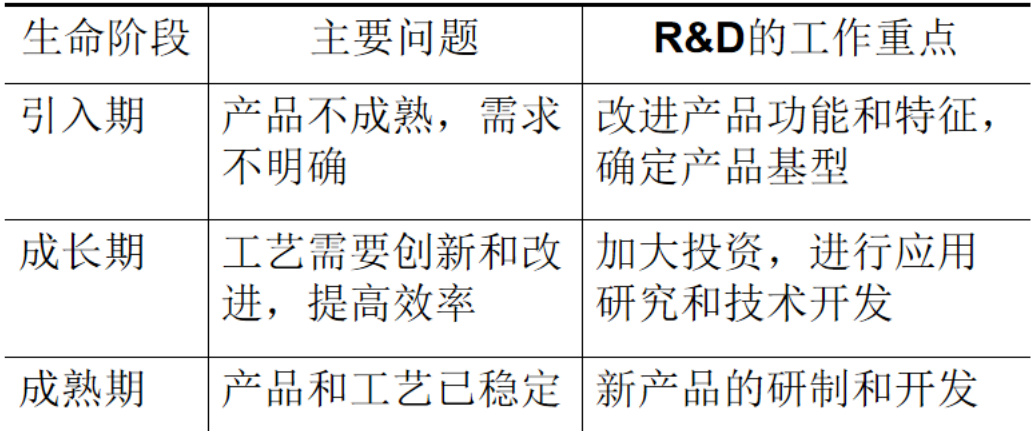 生命阶段 主要问题 R&D的工作重点
引入期 产品不成熟，需求 改进产品功能和特征，
不明确 确定产品基型
成长期 工艺需要创新和改 加大投资，进行应用
进，提高效率 研究和技术开发
成熟期 产品和工艺已稳定 新产品的研制和开发